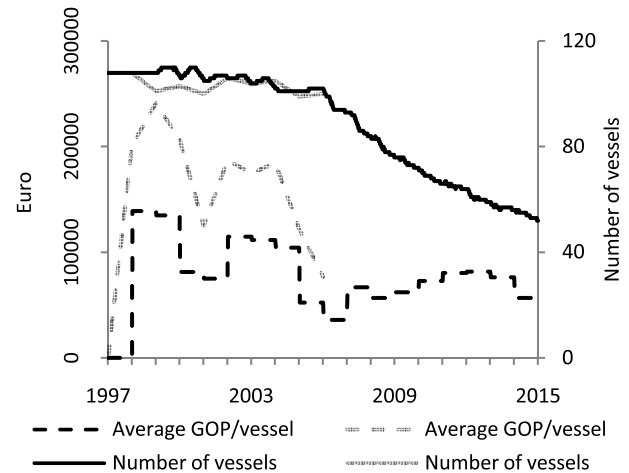 300000
200000
100000
0
Euro
120
80
40
0
Number of vessels
1997
2003
2009
2015
Average GOP/vessel
Average GOP/vessel
Number of vessels
Number of vessels